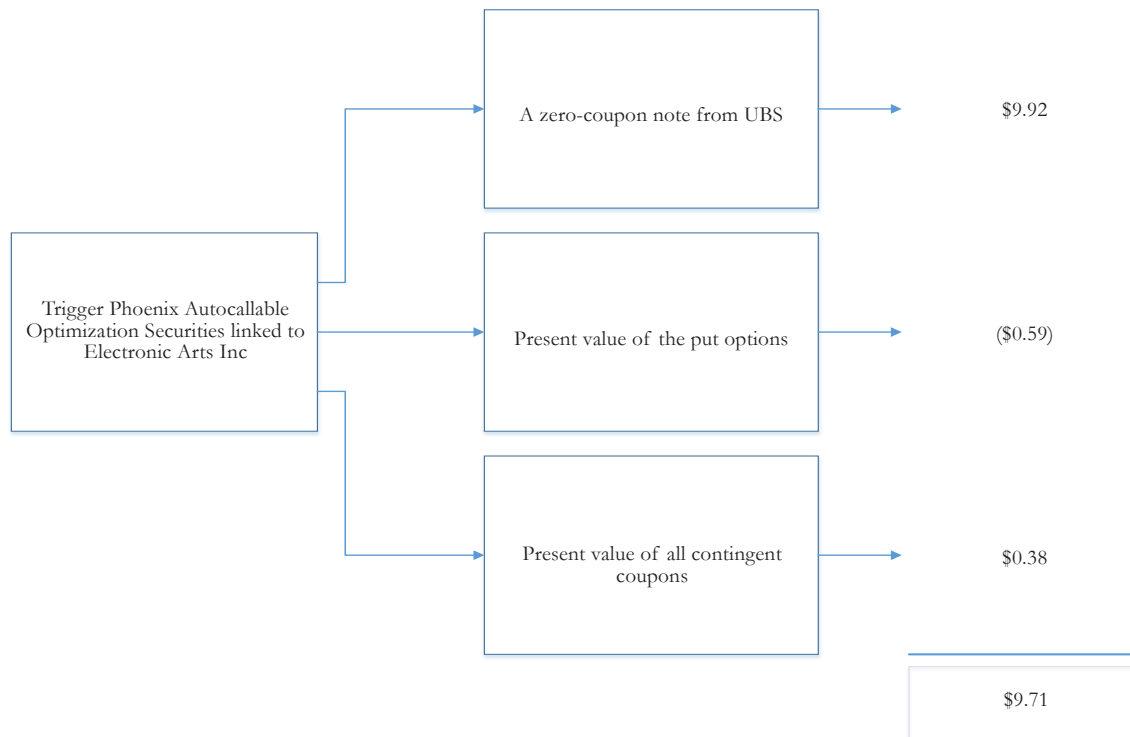 A zero-coupon note from UBS
$9.92
Trigger Phoenix Autocallable
Optimization Securities linked to
Electronic Arts Inc
Present value of the put options
($0.59)
Present value of all contingent
coupons
$0.38
$9.71